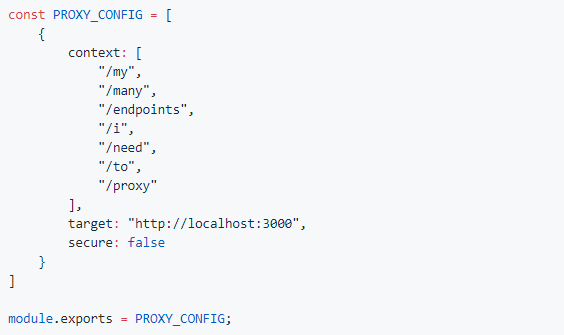 const PROXY_CONFIG = [
    {
        context: [
            "/my",
            "/many",
            "/endpoints",
            "/i",
            "/need",
            "/to",
            "/proxy"
        ],
        target: "http://localhost:3000",
        secure: false
    }
]

module.exports = PROXY_CONFIG;